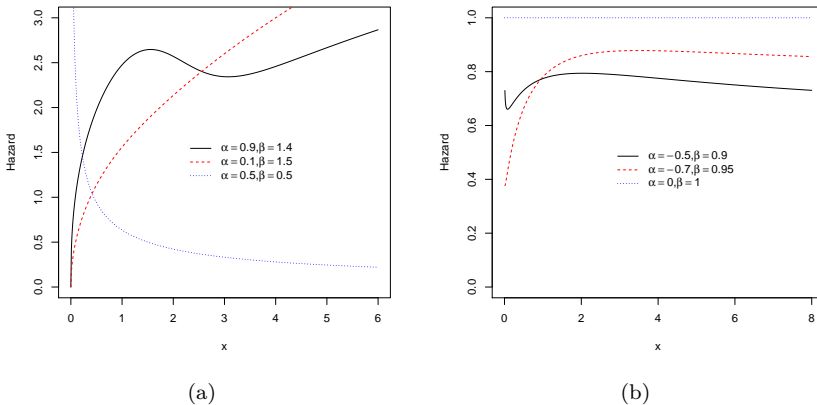 Hazard
3.0
2.5
2.0
1.5
1.0
0.5
0.0
α=0.9,β=1.4
α=0.1,β=1.5
α=0.5,β=0.5
0 1 2 3 4 5 6
x
(a)
Hazard
1.0
0.8
0.6
0.4
0.2
0.0
α=−0.5,β=0.9
α=−0.7,β=0.95
α=0,β=1
0 2 4 6 8
x
(b)